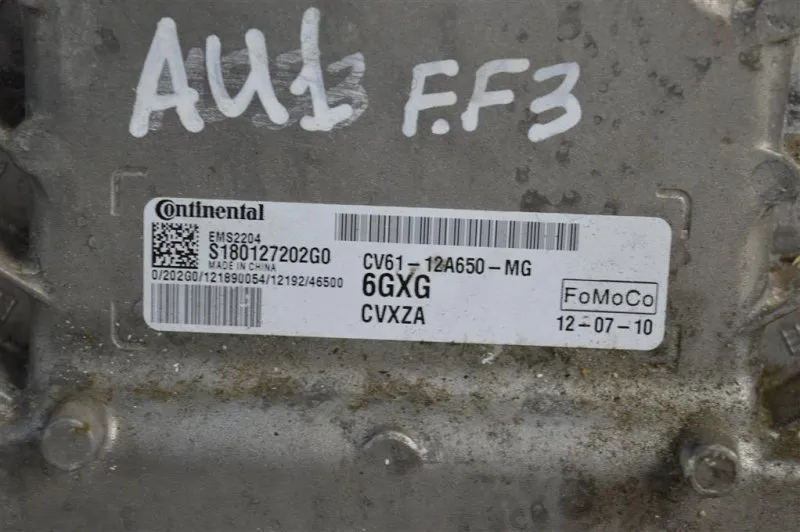 AU1 F.F3
Continental
EMS2204
S180127202G0
MADE IN CHINA
0/202G0/121890054/12192/46500
CV61-12A650-MG
6GXG
CVXZA
FoMoCo
12-07-10